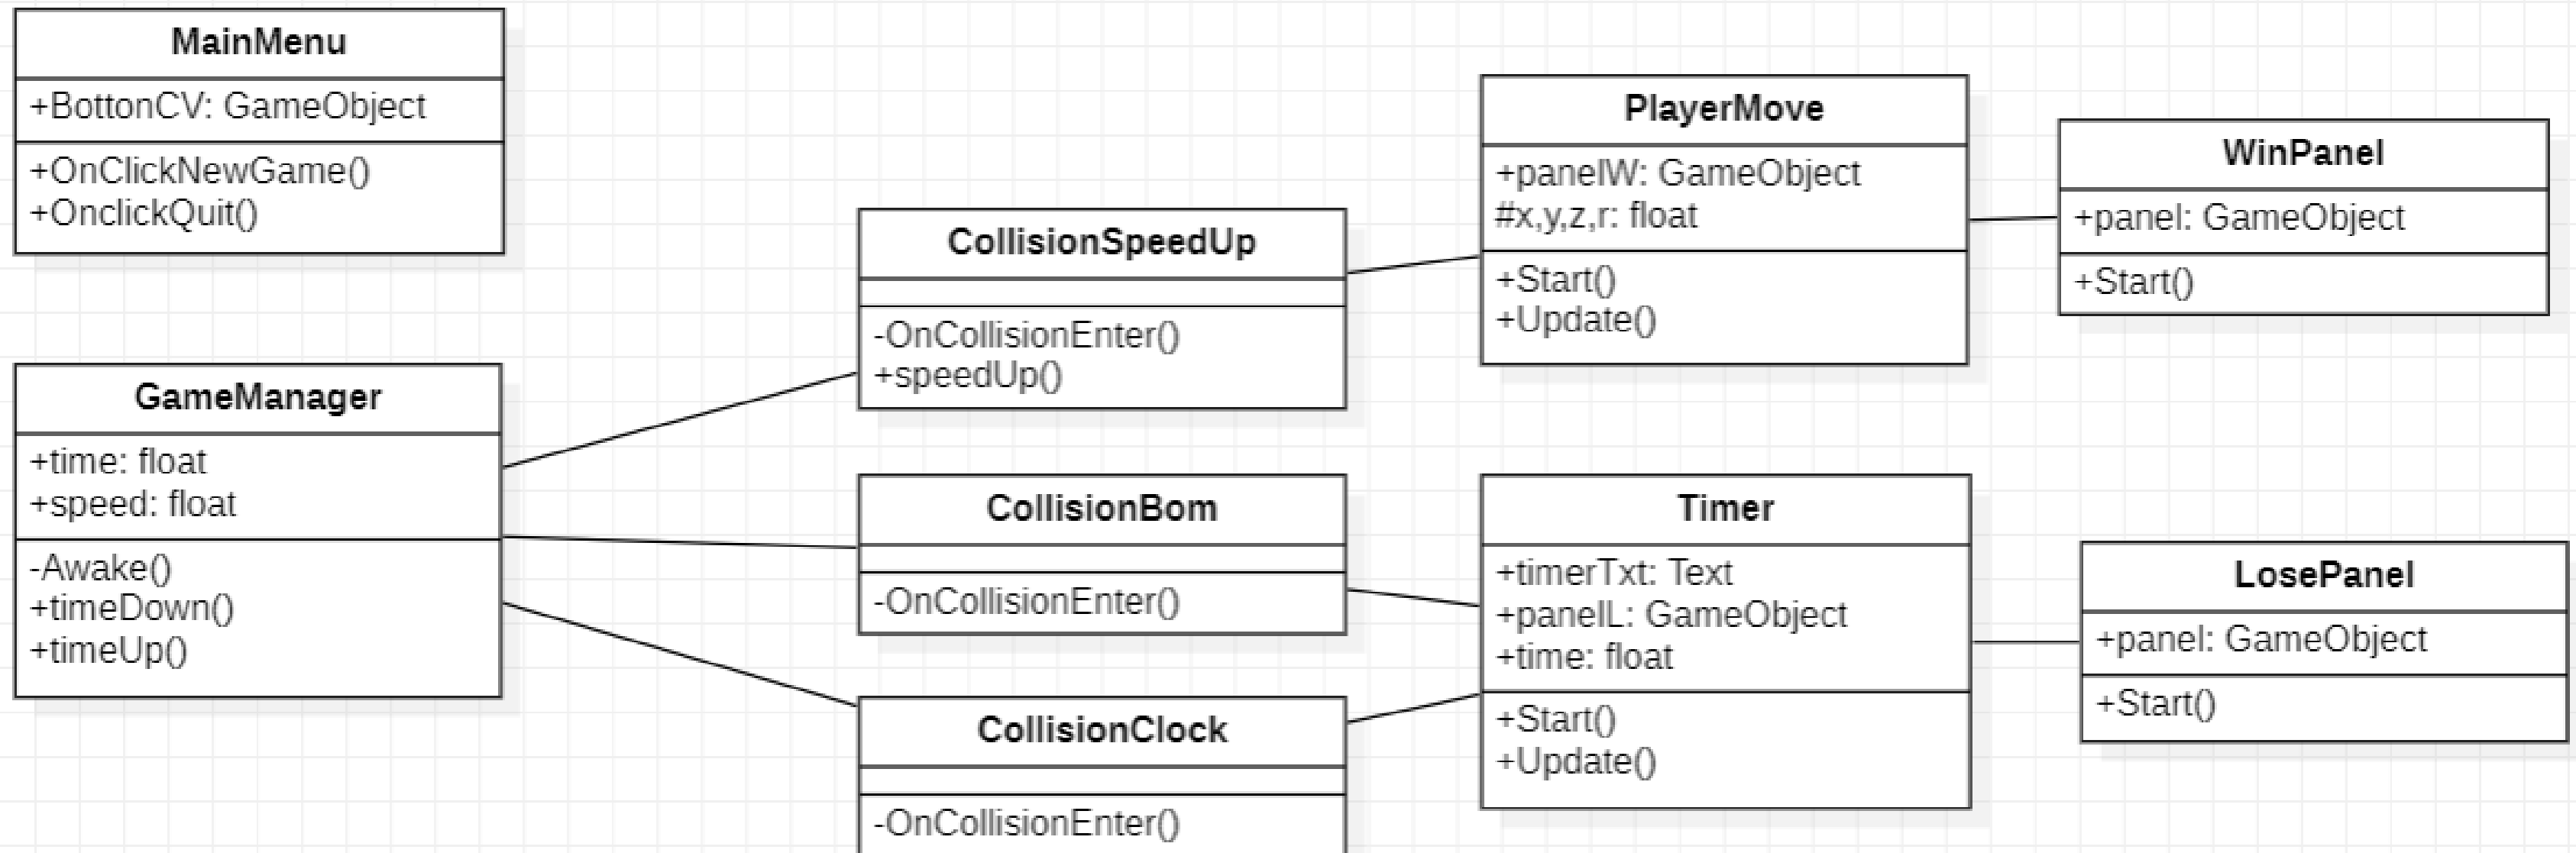 MainMenu
+BottonCV: GameObject
+OnClickNewGame()
+OnclickQuit()
GameManager
+time: float
+speed: float
-Awake()
+timeDown()
+timeUp()
CollisionSpeedUp
-OnCollisionEnter()
+speedUp()
CollisionBom
-OnCollisionEnter()
CollisionClock
-OnCollisionEnter()
PlayerMove
+panelW: GameObject
#x,y,z,r: float
+Start()
+Update()
Timer
+timerTxt: Text
+panelL: GameObject
+time: float
+Start()
+Update()
WinPanel
+panel: GameObject
+Start()
LosePanel
+panel: GameObject
+Start()